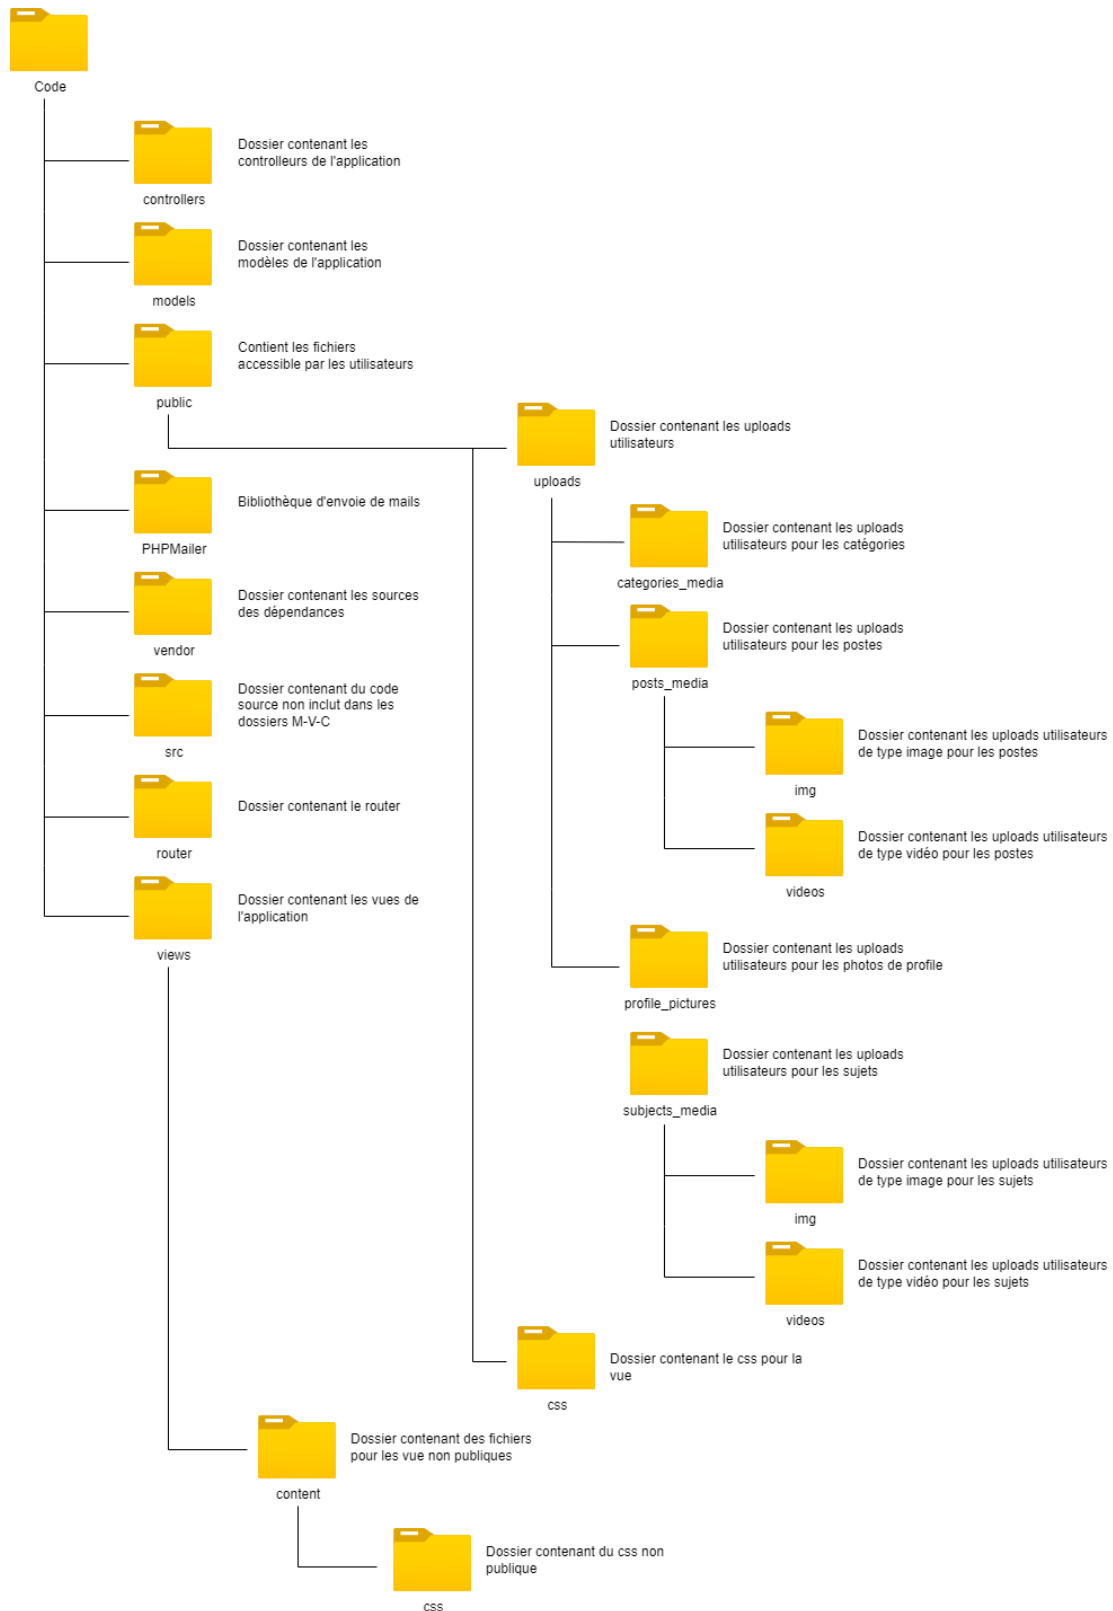 Code
Dossier contenant les
controlleurs de l'application
controllers
Dossier contenant les
modèles de l'application
models
Contient les fichiers
accessible par les utilisateurs
public
Dossier contenant les uploads
utilisateurs
uploads
Bibliothèque d'envoie de mails
PHPMailer
Dossier contenant les uploads
utilisateurs pour les catégories
categories_media
Dossier contenant les sources
des dépendances
vendor
Dossier contenant les uploads
utilisateurs pour les postes
posts_media
Dossier contenant du code
source non inclut dans les
dossiers M-V-C
src
Dossier contenant les uploads utilisateurs
de type image pour les postes
img
Dossier contenant le router
router
Dossier contenant les uploads utilisateurs
de type vidéo pour les postes
videos
Dossier contenant les vues de
l'application
views
Dossier contenant les uploads
utilisateurs pour les photos de profile
profile_pictures
Dossier contenant les uploads
utilisateurs pour les sujets
subjects_media
Dossier contenant les uploads utilisateurs
de type image pour les sujets
img
Dossier contenant les uploads utilisateurs
de type vidéo pour les sujets
videos
Dossier contenant le css pour la
vue
css
Dossier contenant des fichiers
pour les vue non publiques
content
Dossier contenant du css non
publique
css